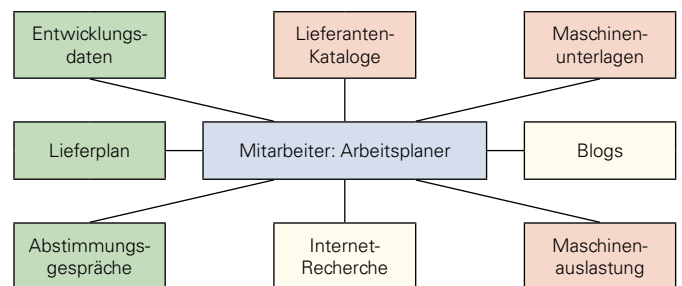 Entwicklungs-
daten
Lieferanten-
Kataloge
Maschinen-
unterlagen
Lieferplan
Mitarbeiter: Arbeitsplaner
Blogs
Abstimmungs-
gespräche
Internet-
Recherche
Maschinen-
auslastung